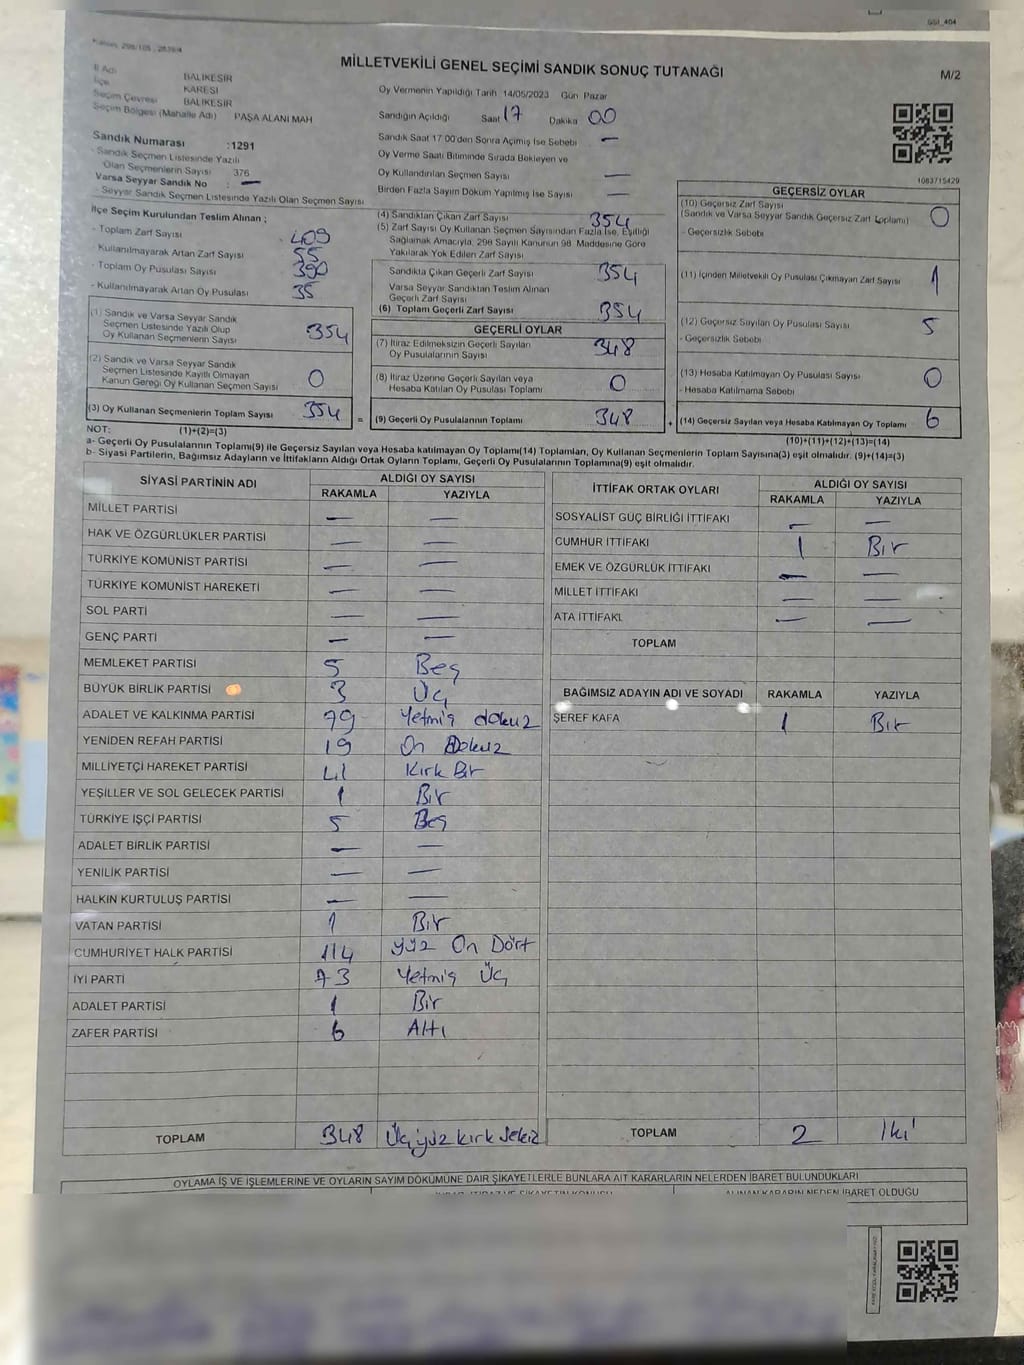 GSI_404
MİLLETVEKİLİ GENEL SEÇİMİ SANDIK SONUÇ TUTANAĞI
M/2
İl Adı BALIKESİR
İlçe KARESİ
Seçim Çevresi BALIKESİR
Seçim Bölgesi (Mahalle Adı) PAŞA ALANI MAH
Sandık Numarası :1291
- Sandık Seçmen Listesinde Yazılı
Olan Seçmenlerin Sayısı 376
Varsa Seyyar Sandık No : —
- Seyyar Sandık Seçmen Listesinde Yazılı Olan Seçmen Sayısı
İlçe Seçim Kurulundan Teslim Alınan ;
- Toplam Zarf Sayısı 409
- Kullanılmayarak Artan Zarf Sayısı 55
- Toplam Oy Pusulası Sayısı 390
- Kullanılmayarak Artan Oy Pusulası 35
(1) Sandık ve Varsa Seyyar Sandık
Seçmen Listesinde Yazılı Olup
Oy Kullanan Seçmenlerin Sayısı 354
(2) Sandık ve Varsa Seyyar Sandık
Seçmen Listesinde Kayıtlı Olmayan
Kanun Gereği Oy Kullanan Seçmen Sayısı 0
(3) Oy Kullanan Seçmenlerin Toplam Sayısı 354 =
Oy Vermenin Yapıldığı Tarih 14/05/2023 Gün Pazar
Sandığın Açıldığı Saat 17 Dakika 00
Sandık Saat 17:00'den Sonra Açılmış İse Sebebi —
Oy Verme Saati Bitiminde Sırada Bekleyen ve
Oy Kullandırılan Seçmen Sayısı —
Birden Fazla Sayım Döküm Yapılmış İse Sayısı —
(4) Sandıktan Çıkan Zarf Sayısı 354
(5) Zarf Sayısı Oy Kullanan Seçmen Sayısından Fazla İse, Eşitliği
Sağlamak Amacıyla, 298 Sayılı Kanunun 98. Maddesine Göre
Yakılarak Yok Edilen Zarf Sayısı
Sandıkta Çıkan Geçerli Zarf Sayısı 354
Varsa Seyyar Sandıktan Teslim Alınan
Geçerli Zarf Sayısı
(6) Toplam Geçerli Zarf Sayısı 354
GEÇERLİ OYLAR
(7) İtiraz Edilmeksizin Geçerli Sayılan
Oy Pusulalarının Sayısı 348
(8) İtiraz Üzerine Geçerli Sayılan veya
Hesaba Katılan Oy Pusulası Toplamı 0
(9) Geçerli Oy Pusulalarının Toplamı 348 +
1083715429
GEÇERSİZ OYLAR
(10) Geçersiz Zarf Sayısı
(Sandık ve Varsa Seyyar Sandık Geçersiz Zarf Toplamı) 0
- Geçersizlik Sebebi
(11) İçinden Milletvekili Oy Pusulası Çıkmayan Zarf Sayısı 1
(12) Geçersiz Sayılan Oy Pusulası Sayısı 5
- Geçersizlik Sebebi
(13) Hesaba Katılmayan Oy Pusulası Sayısı 0
- Hesaba Katılmama Sebebi
(14) Geçersiz Sayılan veya Hesaba Katılmayan Oy Toplamı 6
NOT: (1)+(2)=(3) (10)+(11)+(12)+(13)=(14)
a- Geçerli Oy Pusulalarının Toplamı(9) ile Geçersiz Sayılan veya Hesaba katılmayan Oy Toplamı(14) Toplamları, Oy Kullanan Seçmenlerin Toplam Sayısına(3) eşit olmalıdır. (9)+(14)=(3)
b- Siyasi Partilerin, Bağımsız Adayların ve İttifakların Aldığı Ortak Oyların Toplamı, Geçerli Oy Pusulalarının Toplamına(9) eşit olmalıdır.
SİYASİ PARTİNİN ADI ALDIĞI OY SAYISI
RAKAMLA YAZIYLA
MİLLET PARTİSİ — —
HAK VE ÖZGÜRLÜKLER PARTİSİ — —
TÜRKİYE KOMÜNİST PARTİSİ — —
TÜRKİYE KOMÜNİST HAREKETİ — —
SOL PARTİ — —
GENÇ PARTİ — —
MEMLEKET PARTİSİ 5 Beş
BÜYÜK BİRLİK PARTİSİ 3 Üç
ADALET VE KALKINMA PARTİSİ 79 Yetmiş dokuz
YENİDEN REFAH PARTİSİ 19 On Dokuz
MİLLİYETÇİ HAREKET PARTİSİ 41 Kırk Bir
YEŞİLLER VE SOL GELECEK PARTİSİ 1 Bir
TÜRKİYE İŞÇİ PARTİSİ 5 Beş
ADALET BİRLİK PARTİSİ — —
YENİLİK PARTİSİ — —
HALKIN KURTULUŞ PARTİSİ — —
VATAN PARTİSİ 1 Bir
CUMHURİYET HALK PARTİSİ 114 yüz On Dört
İYİ PARTİ 73 Yetmiş Üç
ADALET PARTİSİ 1 Bir
ZAFER PARTİSİ 6 Altı
TOPLAM 348 Üçyüz kırk sekiz
İTTİFAK ORTAK OYLARI ALDIĞI OY SAYISI
RAKAMLA YAZIYLA
SOSYALİST GÜÇ BİRLİĞİ İTTİFAKI — —
CUMHUR İTTİFAKI 1 Bir
EMEK VE ÖZGÜRLÜK İTTİFAKI — —
MİLLET İTTİFAKI — —
ATA İTTİFAKI — —
TOPLAM
BAĞIMSIZ ADAYIN ADI VE SOYADI RAKAMLA YAZIYLA
ŞEREF KAFA 1 Bir
TOPLAM 2 İki
OYLAMA İŞ VE İŞLEMLERİNE VE OYLARIN SAYIM DÖKÜMÜNE DAİR ŞİKAYETLERLE BUNLARA AİT KARARLARIN NELERDEN İBARET BULUNDUKLARI
ALINAN KARARIN NEDEN İBARET OLDUĞU